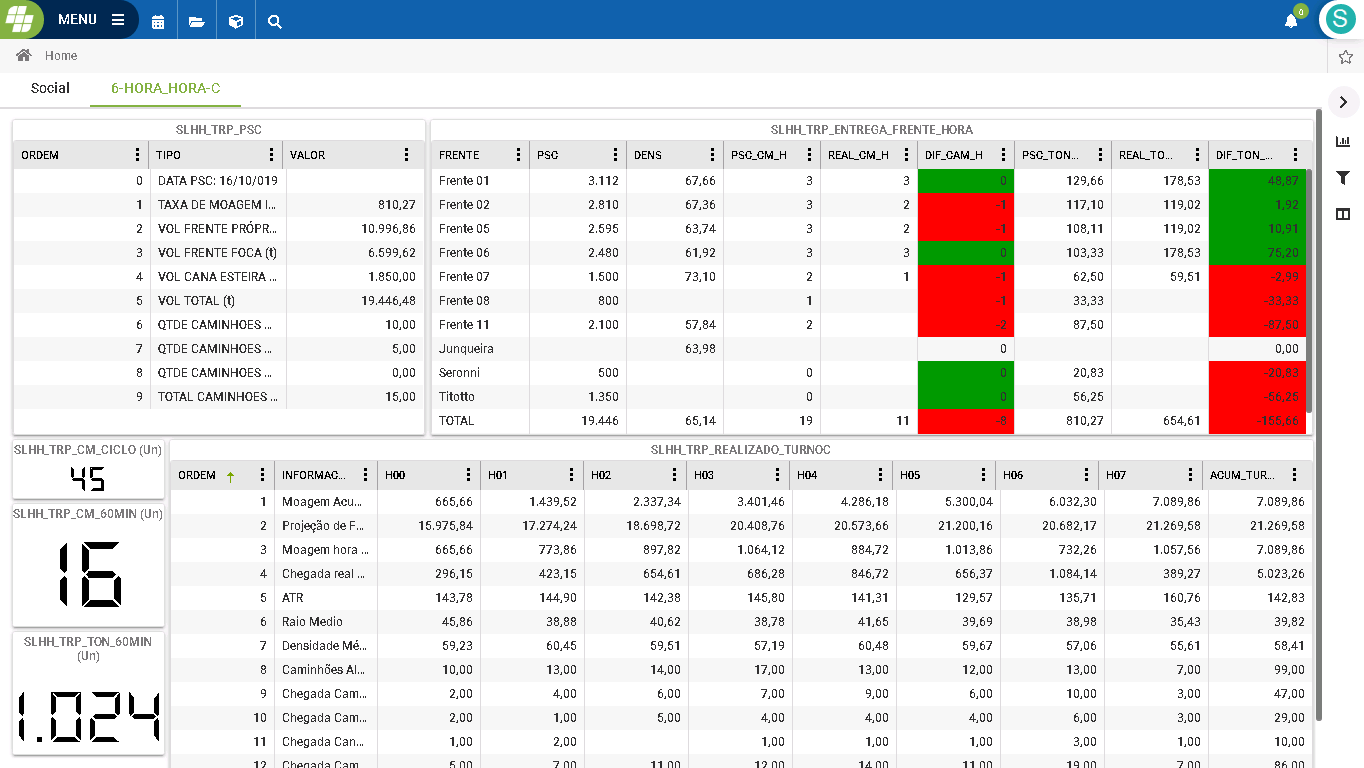 MENU
0
S
Home
Social 6-HORA_HORA-C
SLHH_TRP_PSC
ORDEM TIPO VALOR
0 DATA PSC: 16/10/019
1 TAXA DE MOAGEM I... 810,27
2 VOL FRENTE PRÓPR... 10.996,86
3 VOL FRENTE FOCA (t) 6.599,62
4 VOL CANA ESTEIRA ... 1.850,00
5 VOL TOTAL (t) 19.446,48
6 QTDE CAMINHOES ... 10,00
7 QTDE CAMINHOES ... 5,00
8 QTDE CAMINHOES ... 0,00
9 TOTAL CAMINHOES ... 15,00
SLHH_TRP_ENTREGA_FRENTE_HORA
FRENTE PSC DENS PSC_CM_H REAL_CM_H DIF_CAM_H PSC_TON... REAL_TO... DIF_TON_...
Frente 01 3.112 67,66 3 3 0 129,66 178,53 48,87
Frente 02 2.810 67,36 3 2 -1 117,10 119,02 1,92
Frente 05 2.595 63,74 3 2 -1 108,11 119,02 10,91
Frente 06 2.480 61,92 3 3 0 103,33 178,53 75,20
Frente 07 1.500 73,10 2 1 -1 62,50 59,51 -2,99
Frente 08 800 1 -1 33,33 -33,33
Frente 11 2.100 57,84 2 -2 87,50 -87,50
Junqueira 63,98 0 0,00
Seronni 500 0 0 20,83 -20,83
Titotto 1.350 0 0 56,25 -56,25
TOTAL 19.446 65,14 19 11 -8 810,27 654,61 -155,66
SLHH_TRP_CM_CICLO (Un)
45
SLHH_TRP_CM_60MIN (Un)
16
SLHH_TRP_TON_60MIN
(Un)
1.024
SLHH_TRP_REALIZADO_TURNOC
ORDEM INFORMAC... H00 H01 H02 H03 H04 H05 H06 H07 ACUM_TUR...
1 Moagem Acu... 665,66 1.439,52 2.337,34 3.401,46 4.286,18 5.300,04 6.032,30 7.089,86 7.089,86
2 Projeção de F... 15.975,84 17.274,24 18.698,72 20.408,76 20.573,66 21.200,16 20.682,17 21.269,58 21.269,58
3 Moagem hora ... 665,66 773,86 897,82 1.064,12 884,72 1.013,86 732,26 1.057,56 7.089,86
4 Chegada real ... 296,15 423,15 654,61 686,28 846,72 656,37 1.084,14 389,27 5.023,26
5 ATR 143,78 144,90 142,38 145,80 141,31 129,57 135,71 160,76 142,83
6 Raio Medio 45,86 38,88 40,62 38,78 41,65 39,69 38,98 35,43 39,82
7 Densidade Mé... 59,23 60,45 59,51 57,19 60,48 59,67 57,06 55,61 58,41
8 Caminhões Al... 10,00 13,00 14,00 17,00 13,00 12,00 13,00 7,00 99,00
9 Chegada Cam... 2,00 4,00 6,00 7,00 9,00 6,00 10,00 3,00 47,00
10 Chegada Cam... 2,00 1,00 5,00 4,00 4,00 4,00 6,00 3,00 29,00
11 Chegada Can... 1,00 2,00 1,00 1,00 1,00 3,00 1,00 10,00
12 Chegada Cam... 5,00 7,00 11,00 12,00 14,00 11,00 19,00 7,00 86,00